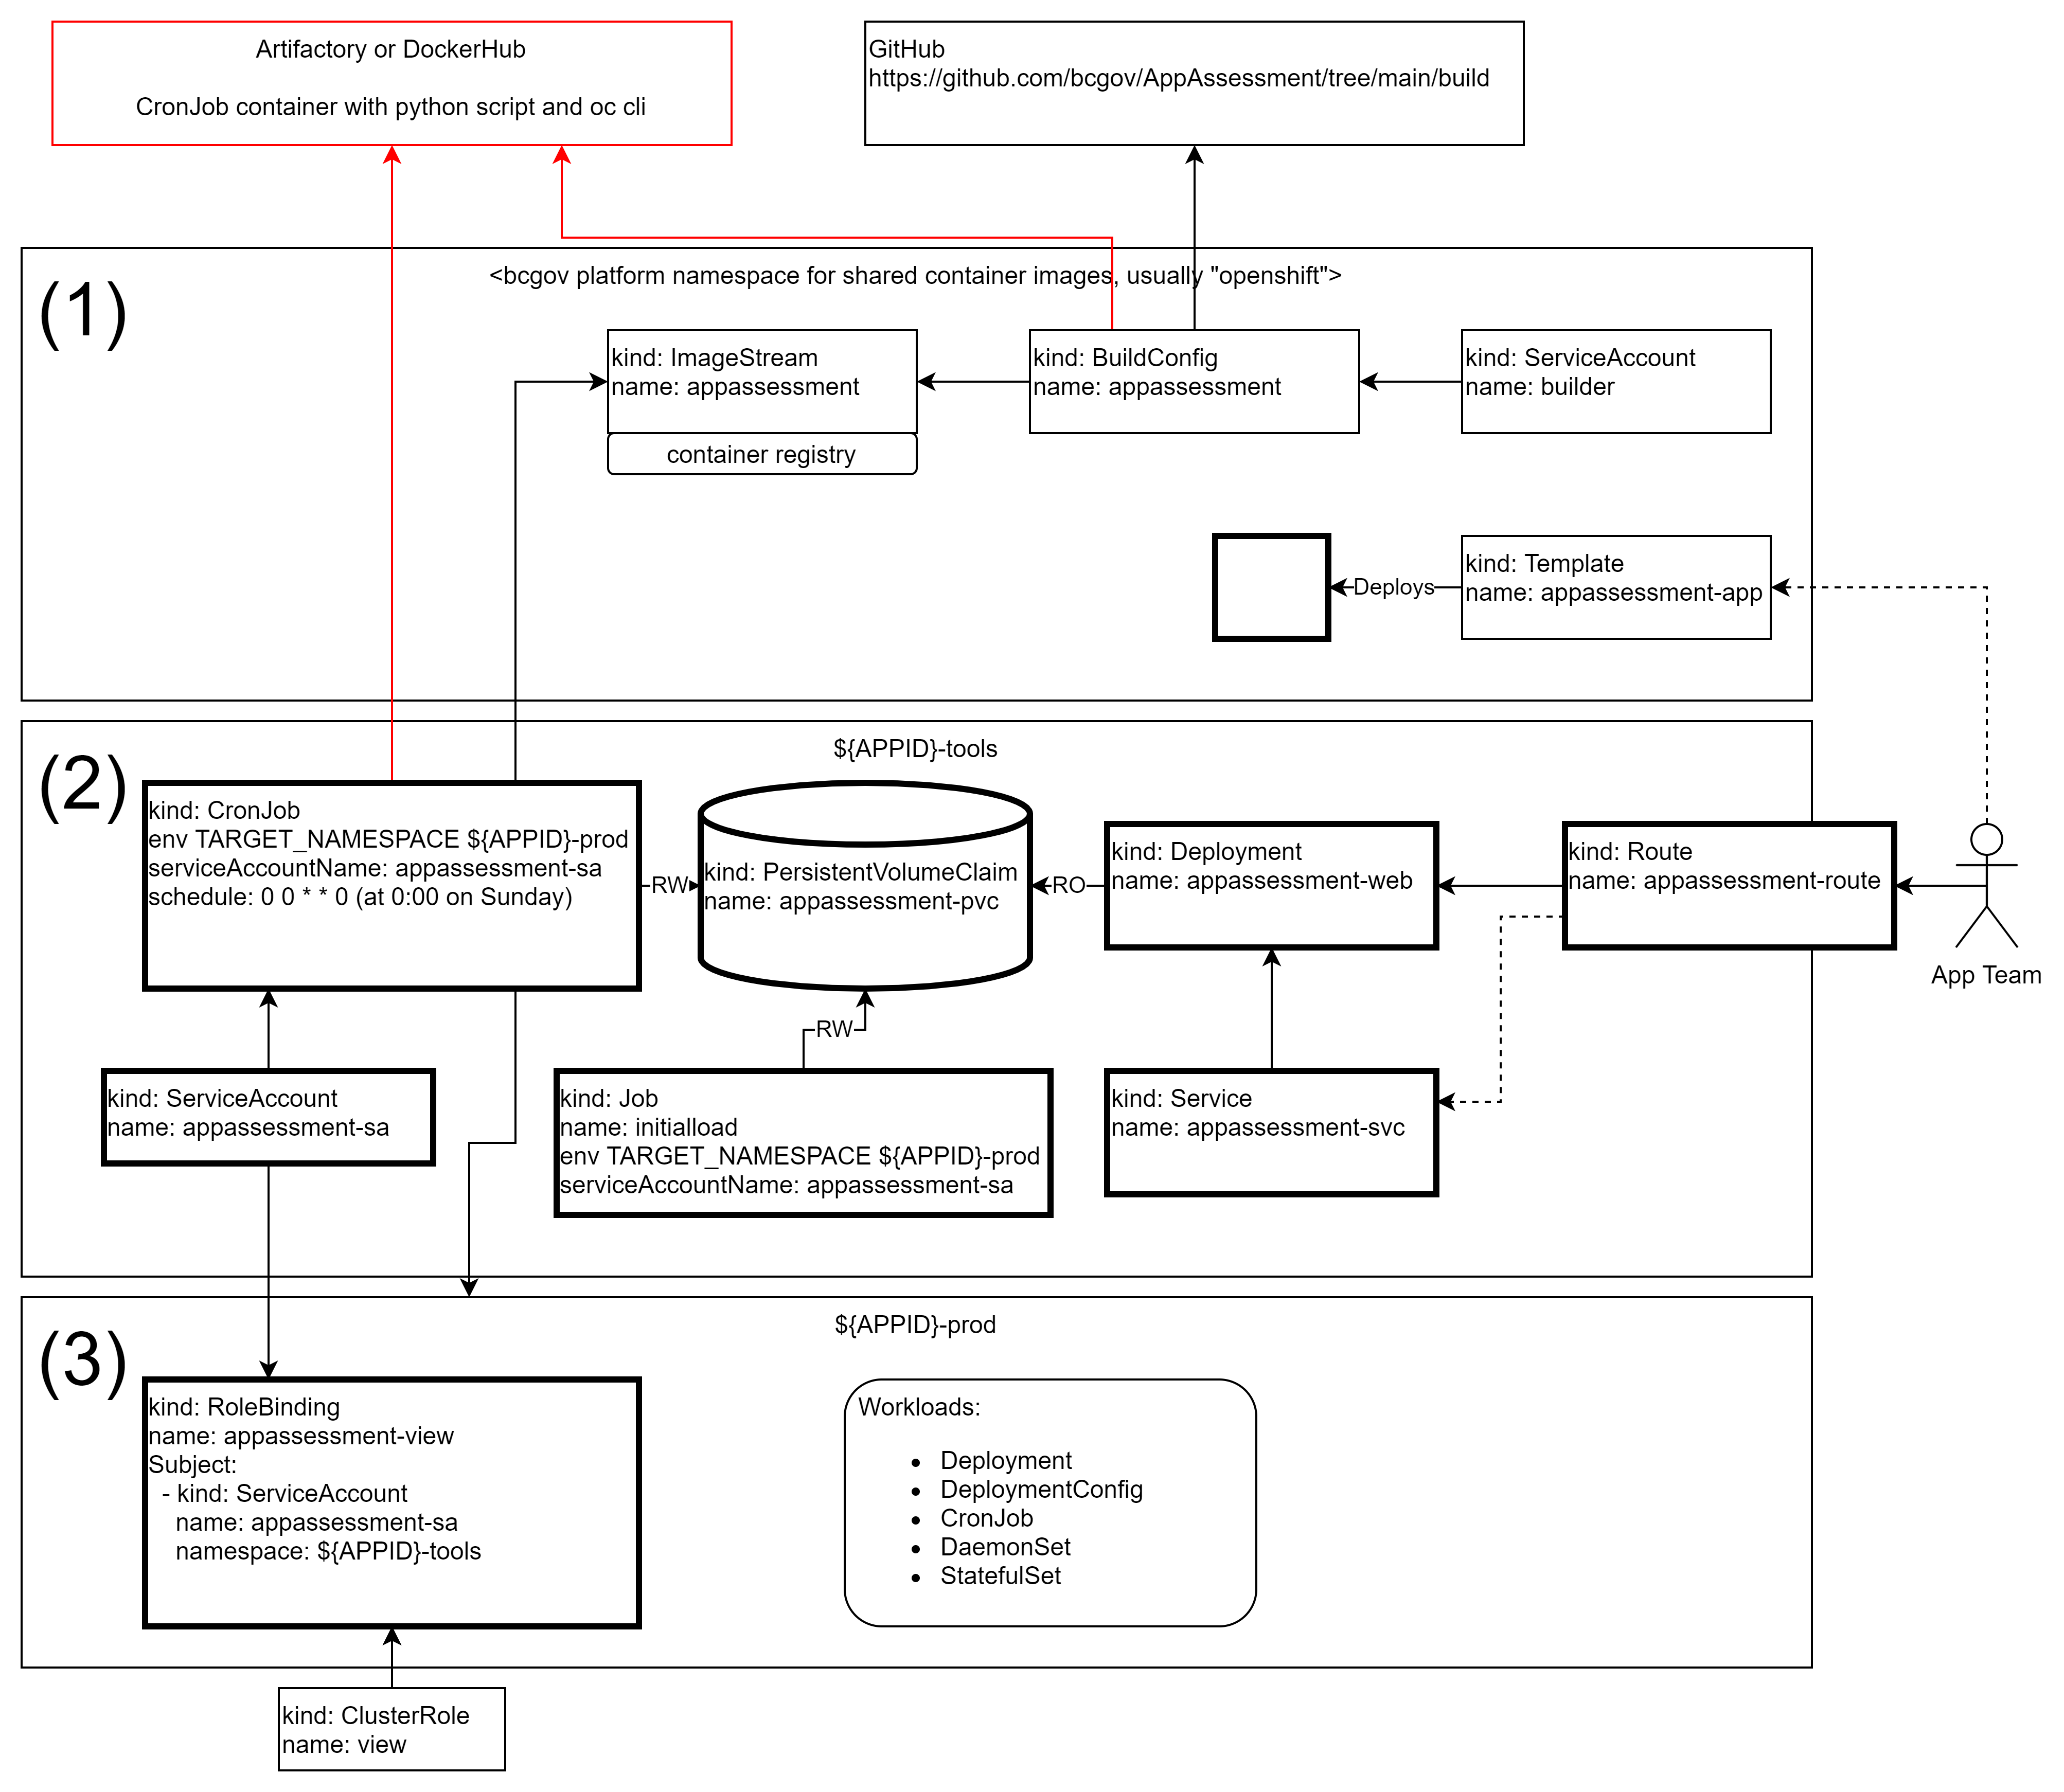 Artifactory or DockerHub
CronJob container with python script and oc cli
GitHub
https://github.com/bcgov/AppAssessment/tree/main/build
(1)
<bcgov platform namespace for shared container images, usually "openshift">
kind: ImageStream
name: appassessment
container registry
kind: BuildConfig
name: appassessment
kind: ServiceAccount
name: builder
Deploys
kind: Template
name: appassessment-app
(2)
${APPID}-tools
kind: CronJob
env TARGET_NAMESPACE ${APPID}-prod
serviceAccountName: appassessment-sa
schedule: 0 0 * * 0 (at 0:00 on Sunday)
RW
kind: PersistentVolumeClaim
name: appassessment-pvc
RO
kind: Deployment
name: appassessment-web
kind: Route
name: appassessment-route
App Team
RW
kind: ServiceAccount
name: appassessment-sa
kind: Job
name: initialload
env TARGET_NAMESPACE ${APPID}-prod
serviceAccountName: appassessment-sa
kind: Service
name: appassessment-svc
(3)
${APPID}-prod
kind: RoleBinding
name: appassessment-view
Subject:
- kind: ServiceAccount
name: appassessment-sa
namespace: ${APPID}-tools
Workloads:
• Deployment
• DeploymentConfig
• CronJob
• DaemonSet
• StatefulSet
kind: ClusterRole
name: view